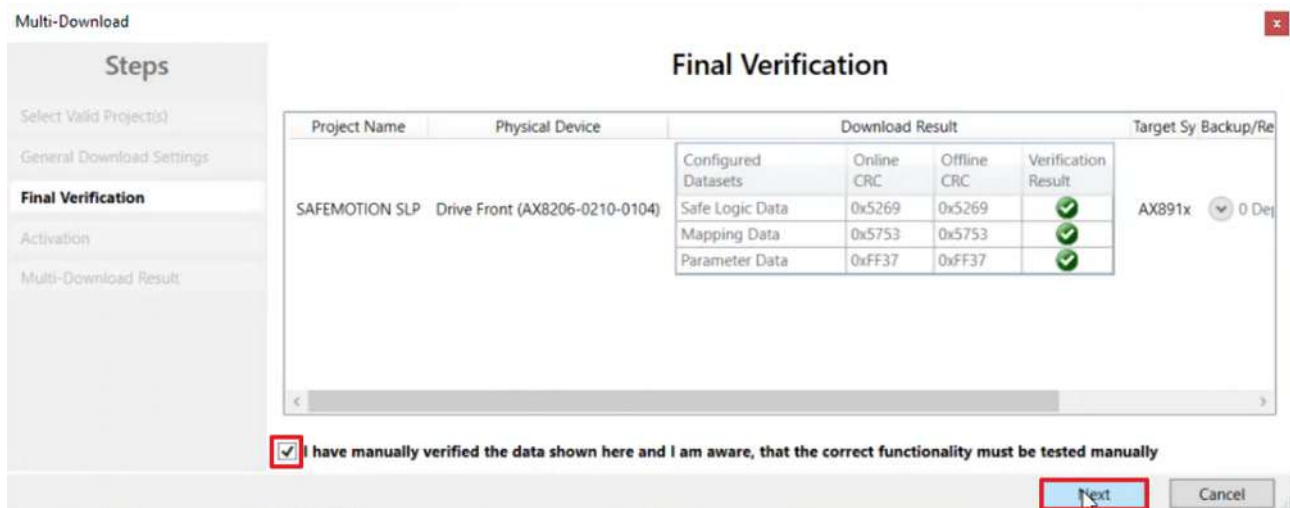 Multi-Download
x
Steps
Select Valid Project(s)
General Download Settings
Final Verification
Activation
Multi-Download Result
Final Verification
Project Name Physical Device Download Result Target Sy Backup/Re
Configured Datasets Online CRC Offline CRC Verification Result
SAFEMOTION SLP Drive Front (AX8206-0210-0104) Safe Logic Data 0x5269 0x5269 AX891x 0 Dep
Mapping Data 0x5753 0x5753
Parameter Data 0xFF37 0xFF37
I have manually verified the data shown here and I am aware, that the correct functionality must be tested manually
Next Cancel